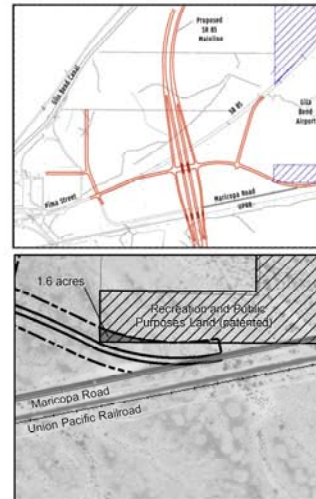 Proposed
SR 85
Mainline
Gila Bend Canal
SR 85
Gila
Bend
Airport
Pima Street
Maricopa Road
UPRR
1.6 acres
Recreation and Public
Purposes Land (patented)
Maricopa Road
Union Pacific Railroad